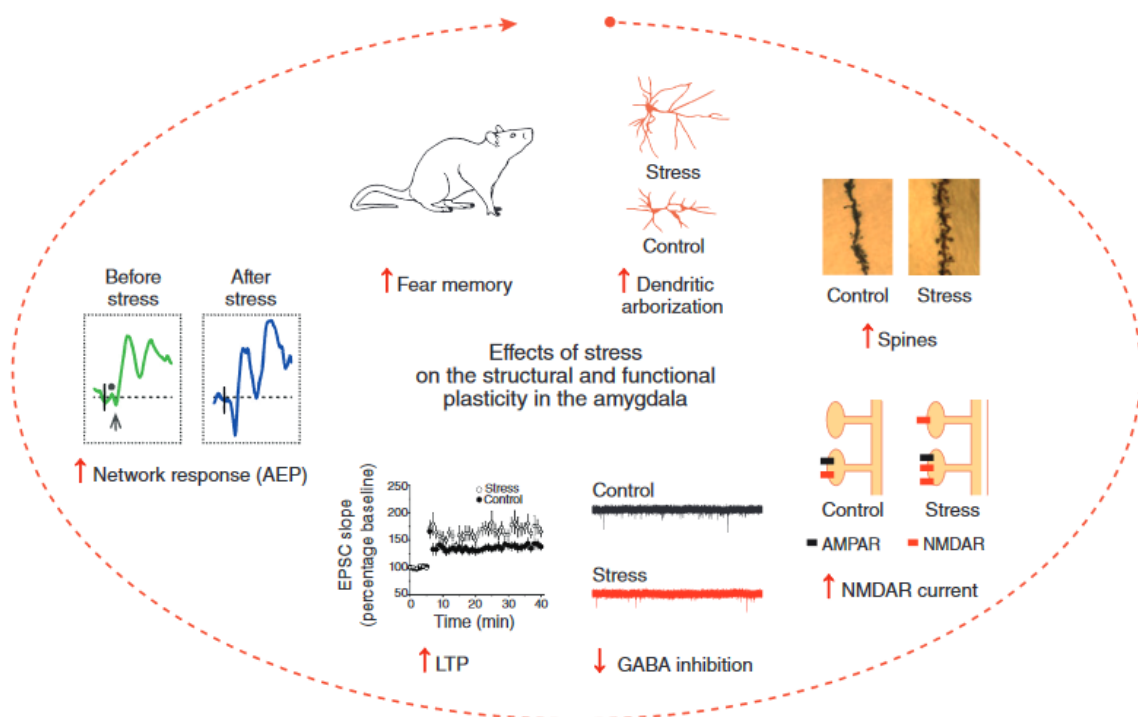 Stress
Control
↑ Dendritic
arborization
Control Stress
↑ Spines
Control Stress
AMPAR NMDAR
↑ NMDAR current
Control
Stress
↓ GABA inhibition
EPSC slope
(percentage baseline)
250
200
150
100
50
Stress
Control
0 10 20 30 40
Time (min)
↑ LTP
Before
stress
After
stress
↑ Network response (AEP)
↑ Fear memory
Effects of stress
on the structural and functional
plasticity in the amygdala